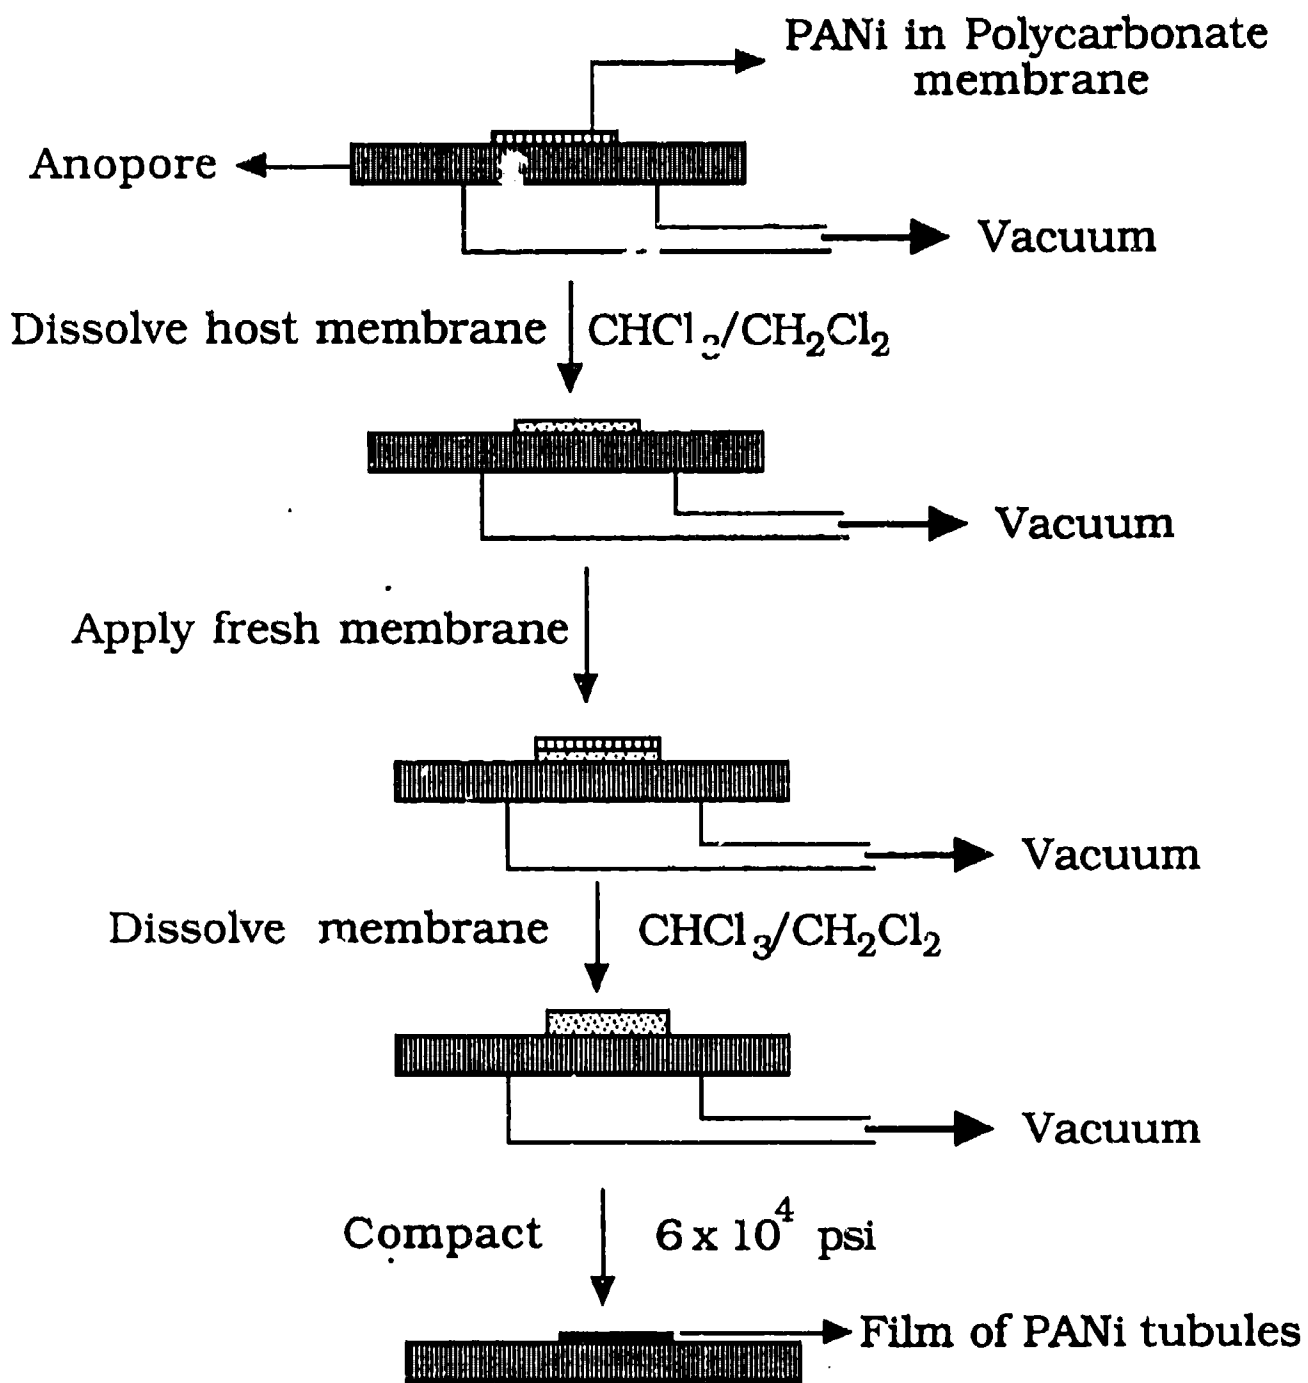 PANi in Polycarbonate
membrane
Anopore
Vacuum
Dissolve host membrane CHCl3/CH2Cl2
Vacuum
Apply fresh membrane
Vacuum
Dissolve membrane CHCl3/CH2Cl2
Vacuum
Compact 6 x 10^4 psi
Film of PANi tubules